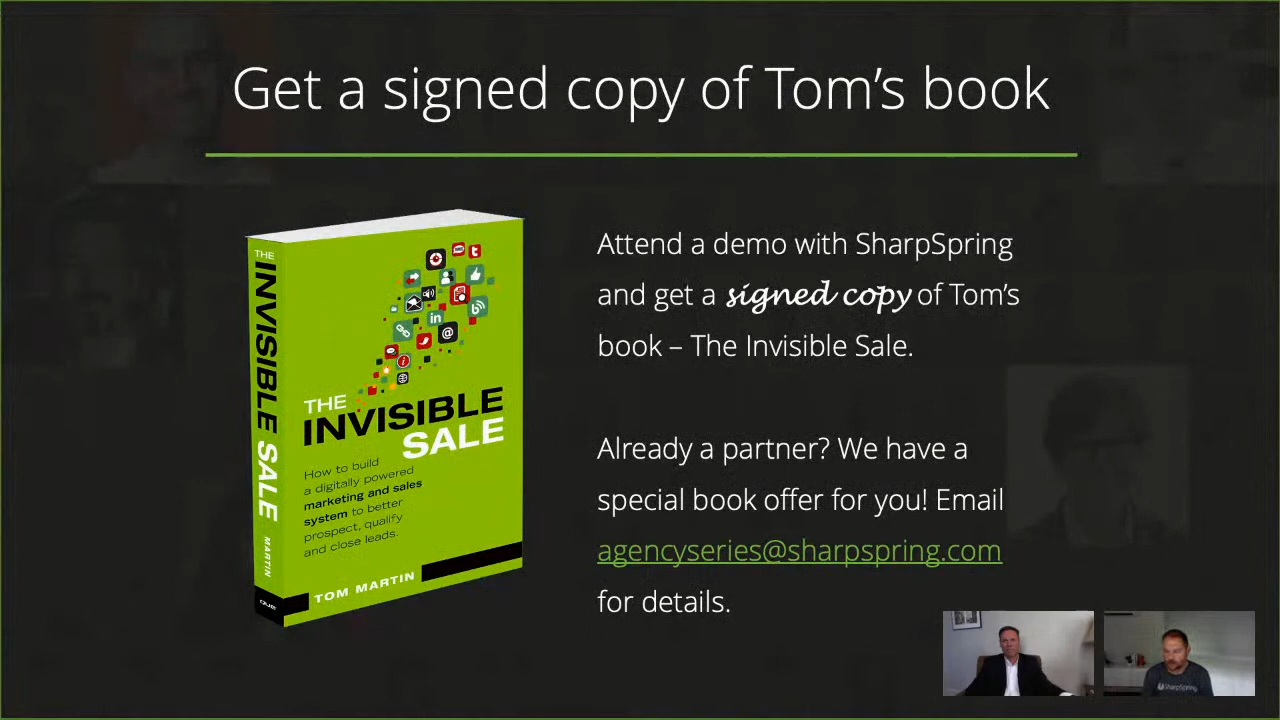 Get a signed copy of Tom's book
THE INVISIBLE SALE MARTIN
THE
INVISIBLE
SALE
How to build
a digitally powered
marketing and sales
system to better
prospect, qualify
and close leads.
TOM MARTIN
Attend a demo with SharpSpring
and get a signed copy of Tom's
book – The Invisible Sale.
Already a partner? We have a
special book offer for you! Email
agencyseries@sharpspring.com
for details.
SharpSpring